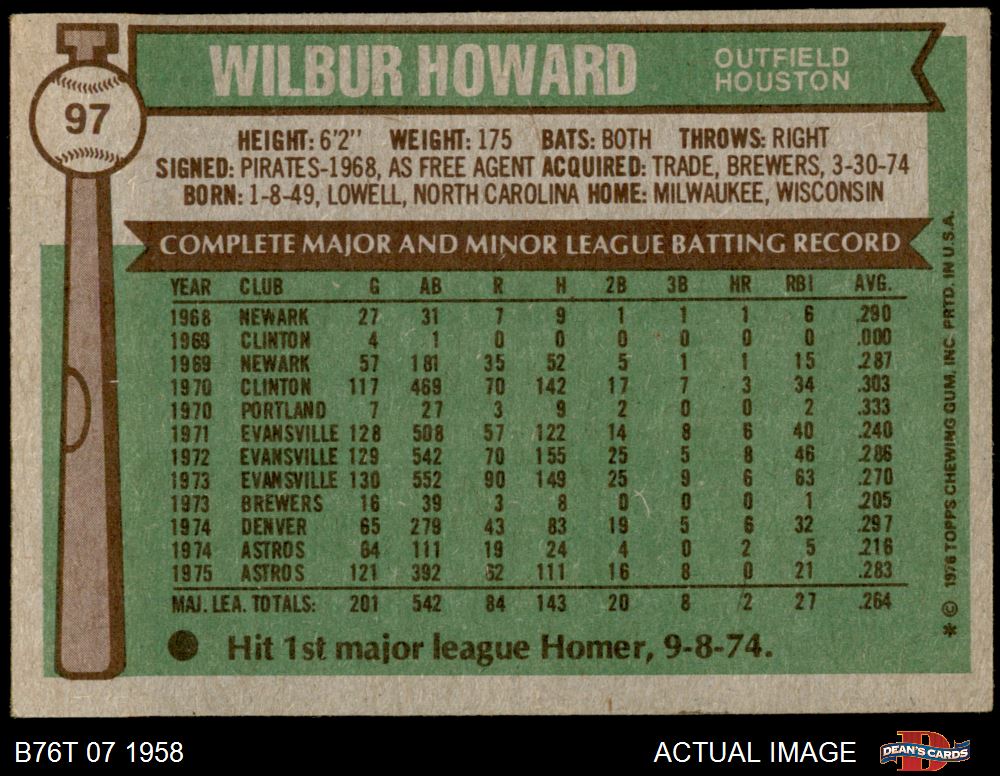 WILBUR HOWARD
OUTFIELD
HOUSTON
97
HEIGHT: 6'2" WEIGHT: 175 BATS: BOTH THROWS: RIGHT
SIGNED: PIRATES-1968, AS FREE AGENT ACQUIRED: TRADE, BREWERS, 3-30-74
BORN: 1-8-49, LOWELL, NORTH CAROLINA HOME: MILWAUKEE, WISCONSIN
COMPLETE MAJOR AND MINOR LEAGUE BATTING RECORD
YEAR CLUB G AB R H 2B 3B HR RBI AVG.
1968 NEWARK 27 31 7 9 1 1 1 6 .290
1969 CLINTON 4 1 0 0 0 0 0 0 .000
1969 NEWARK 57 181 35 52 5 1 1 15 .287
1970 CLINTON 117 469 70 142 17 7 3 34 .303
1970 PORTLAND 7 27 3 9 2 0 0 2 .333
1971 EVANSVILLE 128 508 57 122 14 8 6 40 .240
1972 EVANSVILLE 129 542 70 155 25 5 8 46 .286
1973 EVANSVILLE 130 552 90 149 25 9 6 63 .270
1973 BREWERS 16 39 3 8 0 0 0 1 .205
1974 DENVER 65 279 43 83 19 5 6 32 .297
1974 ASTROS 64 111 19 24 4 0 2 5 .216
1975 ASTROS 121 392 62 111 16 8 0 21 .283
MAJ. LEA. TOTALS: 201 542 84 143 20 8 2 27 .264
● Hit 1st major league Homer, 9-8-74.
* © 1976 TOPPS CHEWING GUM, INC. PRTD. IN U.S.A.
B76T 07 1958
ACTUAL IMAGE
DEAN'S CARDS